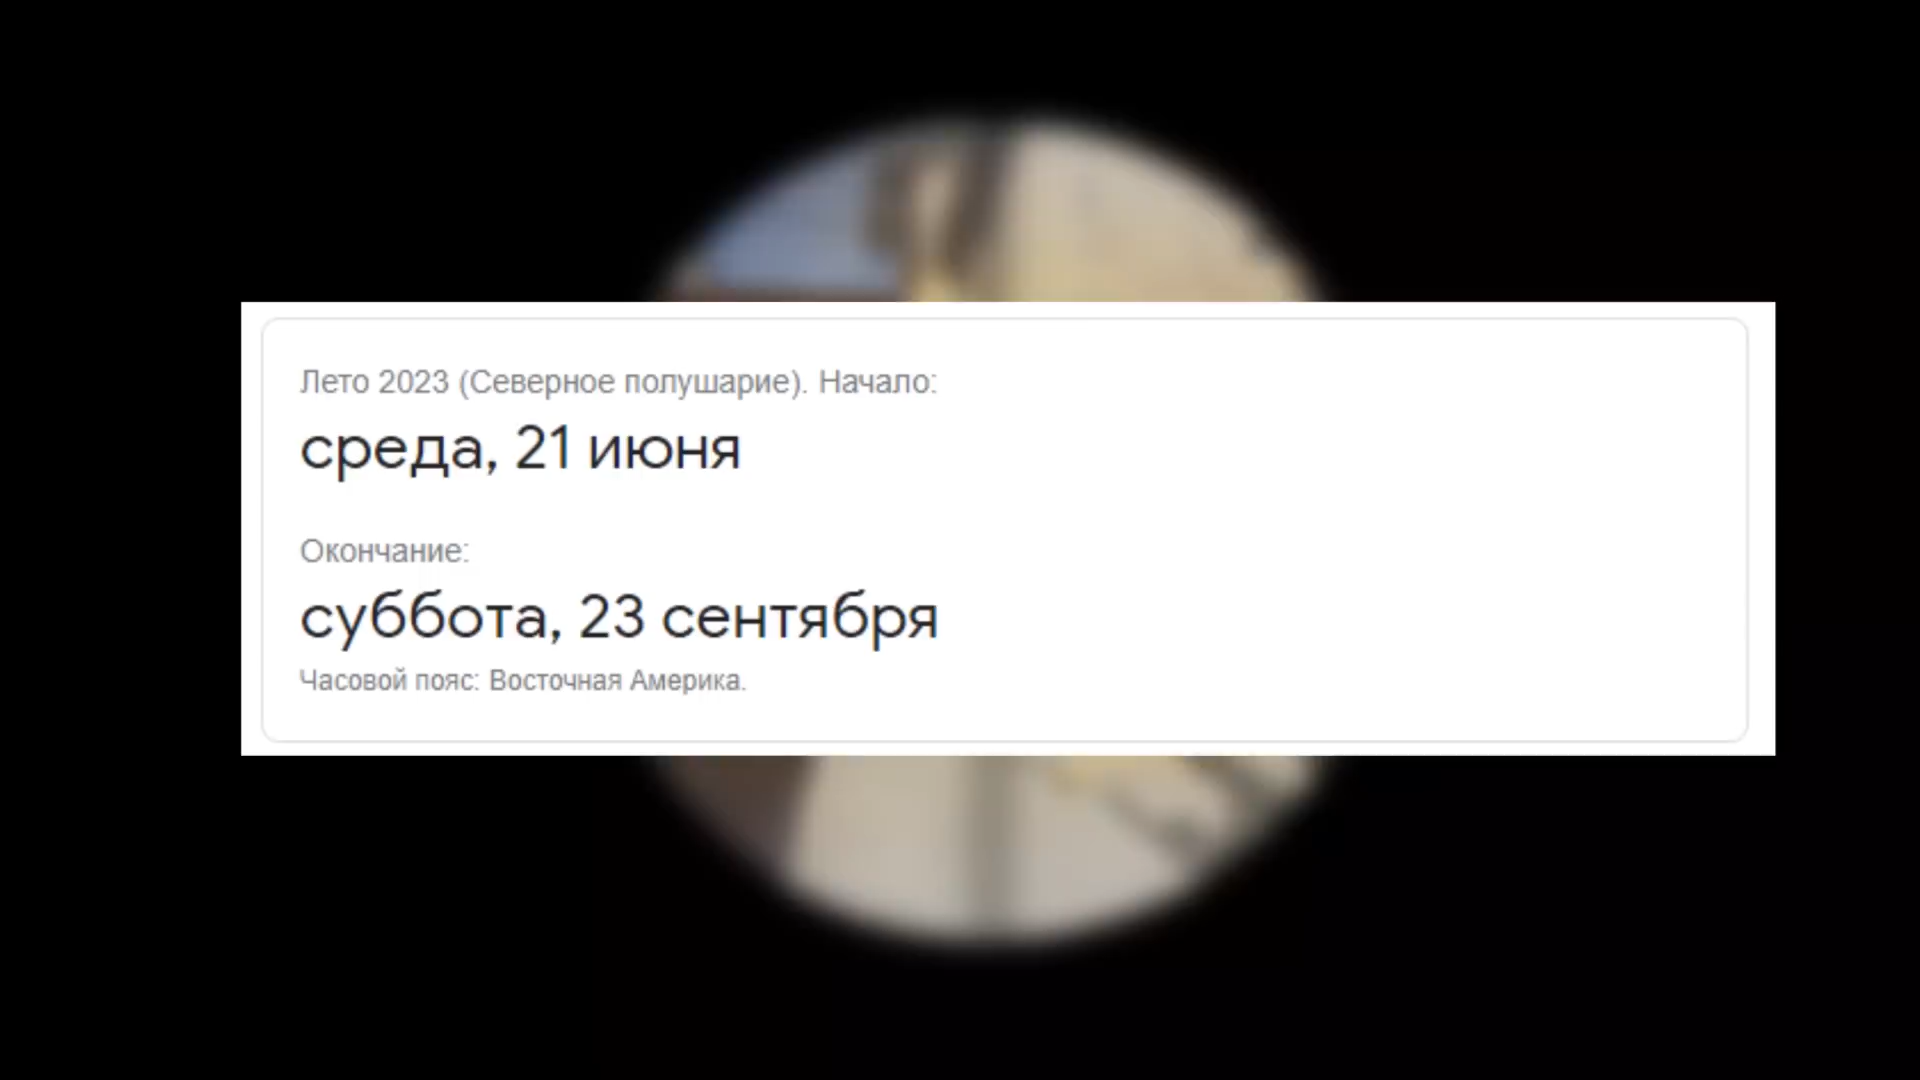 Лето 2023 (Северное полушарие). Начало:
среда, 21 июня
Окончание:
суббота, 23 сентября
Часовой пояс: Восточная Америка.